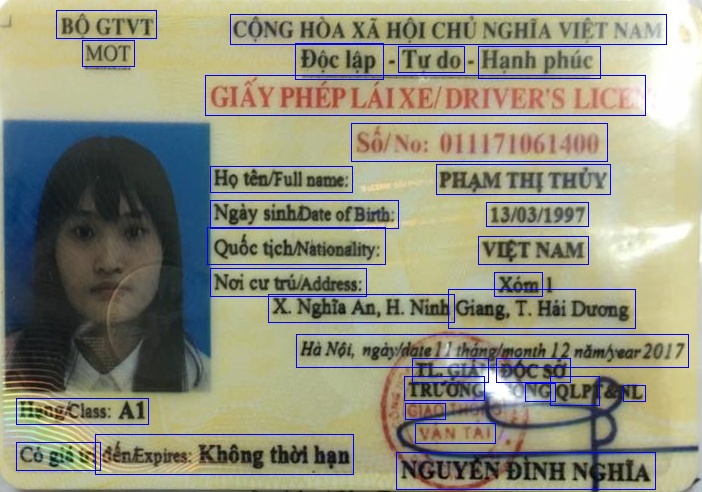 BỘ GTVT
MOT
CỘNG HÒA XÃ HỘI CHỦ NGHĨA VIỆT NAM
Độc lập - Tự do - Hạnh phúc
GIẤY PHÉP LÁI XE/ DRIVER'S LICEN
Số/No: 011171061400
Họ tên/Full name: PHẠM THỊ THỦY
Ngày sinh/Date of Birth: 13/03/1997
Quốc tịch/Nationality: VIỆT NAM
Nơi cư trú/Address: Xóm 1
X. Nghĩa An, H. Ninh Giang, T. Hải Dương
Hà Nội, ngày/date 11 tháng/month 12 năm/year 2017
TL. GIÁM ĐỐC SỞ
TRƯỞNG PHÒNG QLPT&NL
GIAO THÔNG
VẬN TẢI
Hạng/Class: A1
Có giá trị đến/Expires: Không thời hạn
NGUYỄN ĐÌNH NGHĨA